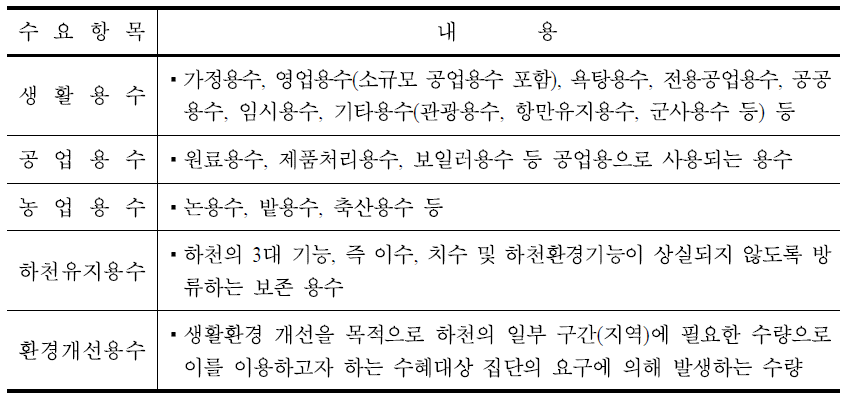 수 요 항 목 내 용
생 활 용 수 ▪가정용수, 영업용수(소규모 공업용수 포함), 욕탕용수, 전용공업용수, 공공
용수, 임시용수, 기타용수(관광용수, 항만유지용수, 군사용수 등) 등
공 업 용 수 ▪원료용수, 제품처리용수, 보일러용수 등 공업용으로 사용되는 용수
농 업 용 수 ▪논용수, 밭용수, 축산용수 등
하천유지용수 ▪하천의 3대 기능, 즉 이수, 치수 및 하천환경기능이 상실되지 않도록 방
류하는 보존 용수
환경개선용수 ▪생활환경 개선을 목적으로 하천의 일부 구간(지역)에 필요한 수량으로
이를 이용하고자 하는 수혜대상 집단의 요구에 의해 발생하는 수량